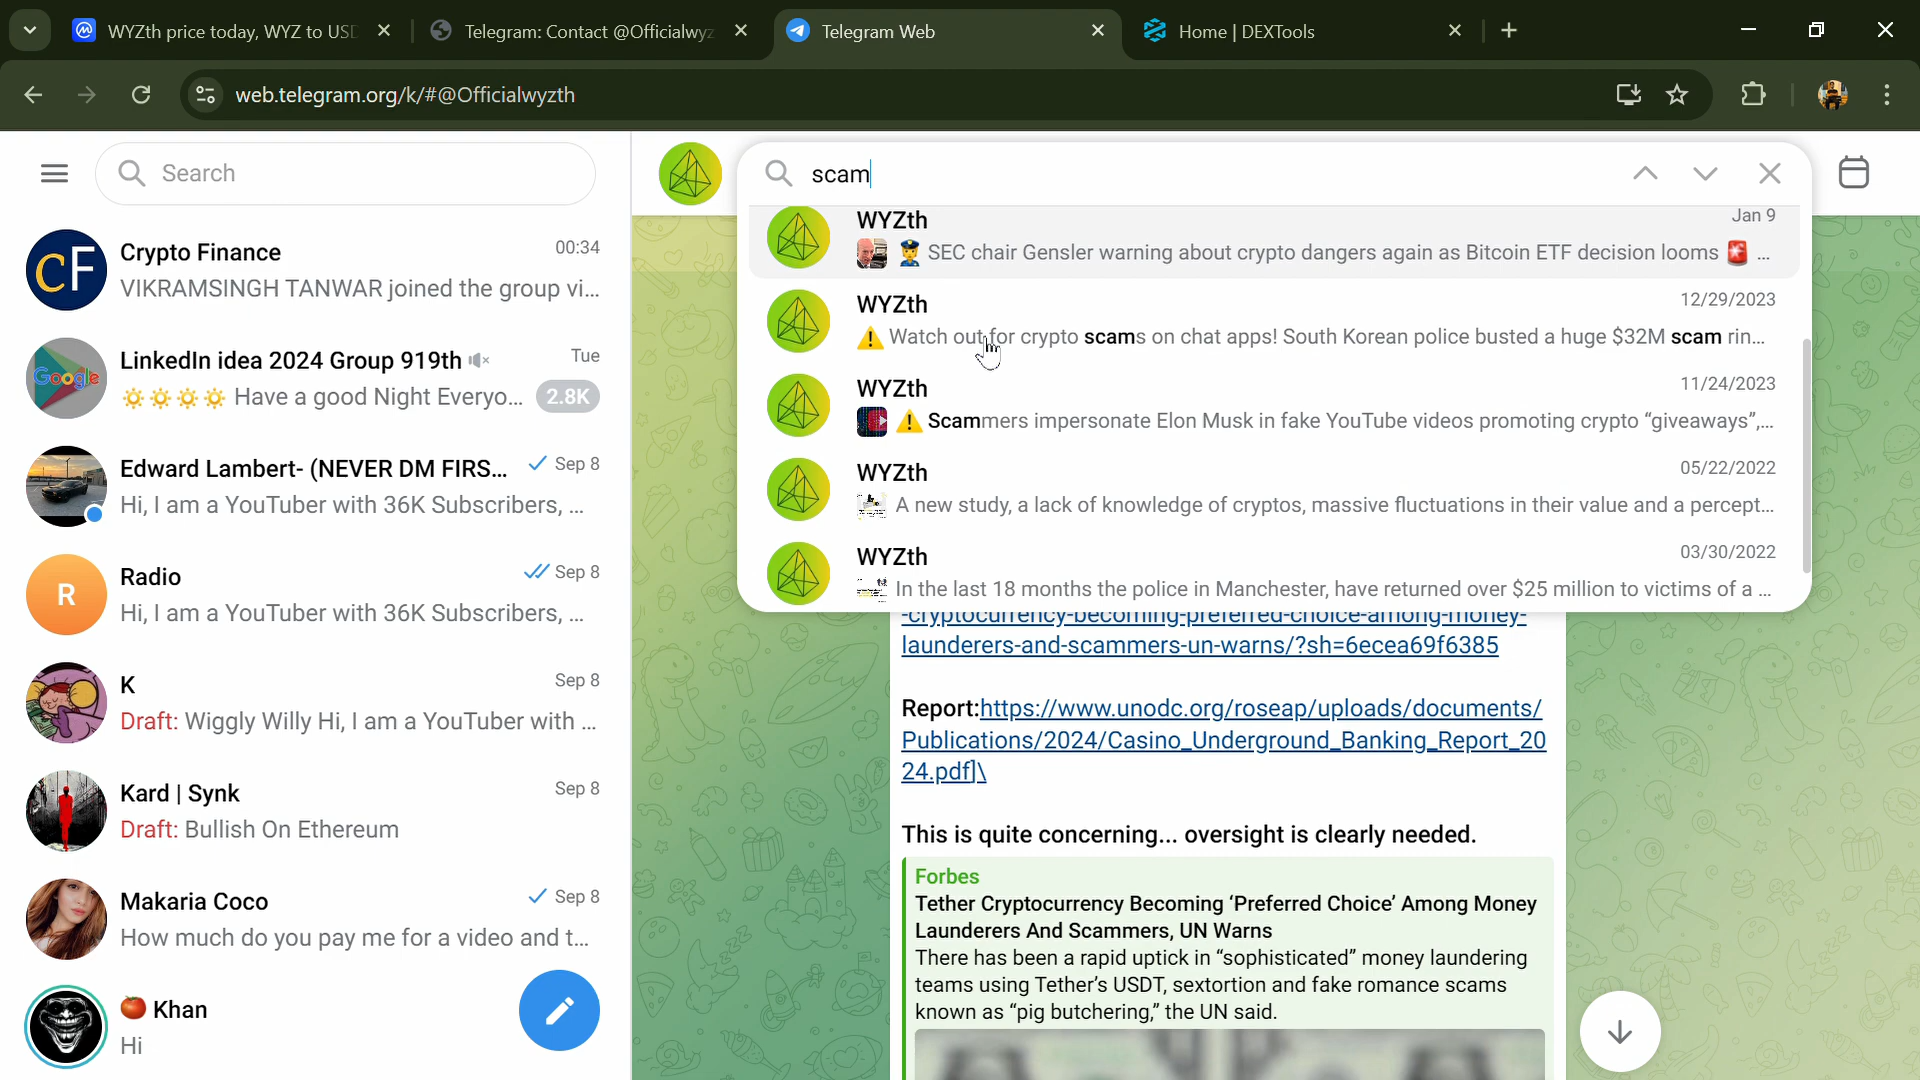 WYZth price today, WYZ to USD
Telegram: Contact @Officialwyz
Telegram Web
Home | DEXTools
web.telegram.org/k/#@Officialwyzth
Search
scam
Crypto Finance 00:34
VIKRAMSINGH TANWAR joined the group vi...
LinkedIn idea 2024 Group 919th Tue
Google
Have a good Night Everyo... 2.8K
Edward Lambert- (NEVER DM FIRS... Sep 8
Hi, I am a YouTuber with 36K Subscribers, ...
R
Radio Sep 8
Hi, I am a YouTuber with 36K Subscribers, ...
K Sep 8
Draft: Wiggly Willy Hi, I am a YouTuber with ...
Kard | Synk Sep 8
Draft: Bullish On Ethereum
Makaria Coco Sep 8
How much do you pay me for a video and t...
🍎 Khan
Hi
WYZth Jan 9
👮 SEC chair Gensler warning about crypto dangers again as Bitcoin ETF decision looms 🚨 ...
WYZth 12/29/2023
⚠️ Watch out for crypto scams on chat apps! South Korean police busted a huge $32M scam rin...
WYZth 11/24/2023
⚠️ Scammers impersonate Elon Musk in fake YouTube videos promoting crypto “giveaways”,...
WYZth 05/22/2022
A new study, a lack of knowledge of cryptos, massive fluctuations in their value and a percept...
WYZth 03/30/2022
In the last 18 months the police in Manchester, have returned over $25 million to victims of a ...
-cryptocurrency-becoming-preferred-choice-among-money-
launderers-and-scammers-un-warns/?sh=6ecea69f6385
Report:https://www.unodc.org/roseap/uploads/documents/
Publications/2024/Casino_Underground_Banking_Report_20
24.pdf]\
This is quite concerning... oversight is clearly needed.
Forbes
Tether Cryptocurrency Becoming ‘Preferred Choice’ Among Money
Launderers And Scammers, UN Warns
There has been a rapid uptick in “sophisticated” money laundering
teams using Tether’s USDT, sextortion and fake romance scams
known as “pig butchering,” the UN said.